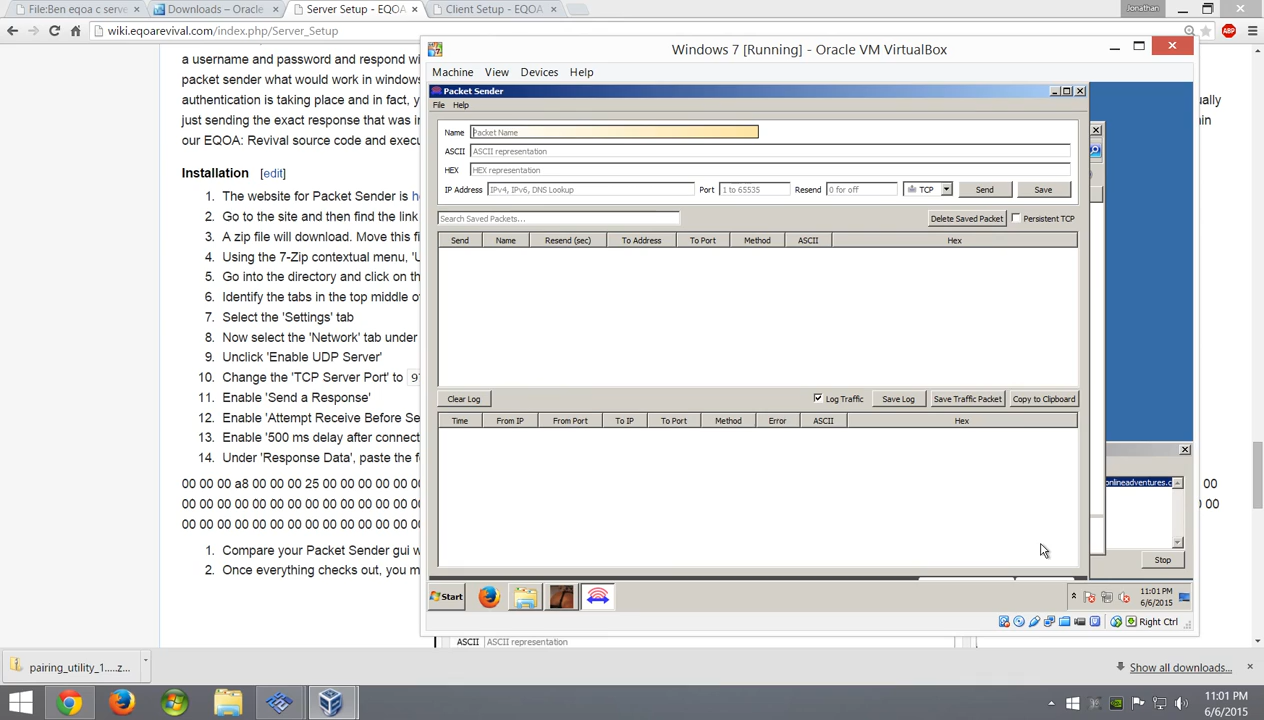 File:Ben eqoa c serve
Downloads – Oracle
Server Setup - EQOA
Client Setup - EQOA
Jonathan
wiki.eqoarevival.com/index.php/Server_Setup
ABP
a username and password and respond wi
packet sender what would work in windows
authentication is taking place and in fact, y
ually
just sending the exact response that was in
in
our EQOA: Revival source code and execu
Installation [edit]
1. The website for Packet Sender is h
2. Go to the site and then find the link
3. A zip file will download. Move this fi
4. Using the 7-Zip contextual menu, 'U
5. Go into the directory and click on th
6. Identify the tabs in the top middle o
7. Select the 'Settings' tab
8. Now select the 'Network' tab under
9. Unclick 'Enable UDP Server'
10. Change the 'TCP Server Port' to 97
11. Enable 'Send a Response'
12. Enable 'Attempt Receive Before Se
13. Enable '500 ms delay after connect
14. Under 'Response Data', paste the f
00 00 00 a8 00 00 00 25 00 00 00 00 0
00
00 00 00 00 00 00 00 00 00 00 00 00 0
00 00
00 00 00 00 00 00 00 00 00 00 00 00 0
1. Compare your Packet Sender gui w
2. Once everything checks out, you m
Windows 7 [Running] - Oracle VM VirtualBox
Machine View Devices Help
Packet Sender
File Help
Name Packet Name
ASCII ASCII representation
HEX HEX representation
IP Address IPv4, IPv6, DNS Lookup Port 1 to 65535 Resend 0 for off TCP Send Save
Search Saved Packets... Delete Saved Packet Persistent TCP
Send Name Resend (sec) To Address To Port Method ASCII Hex
Clear Log Log Traffic Save Log Save Traffic Packet Copy to Clipboard
Time From IP From Port To IP To Port Method Error ASCII Hex
onlineadventures.c
Stop
Start
11:01 PM
6/6/2015
Right Ctrl
ASCII ASCII representation
pairing_utility_1.....z...
Show all downloads...
11:01 PM
6/6/2015